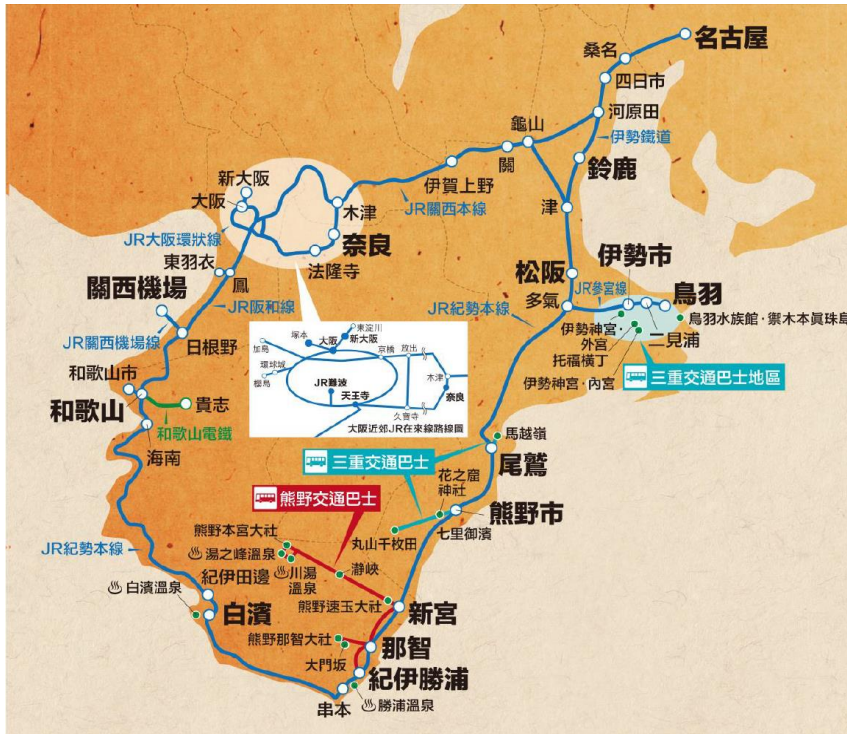 名古屋
桑名
四日市
河原田
伊勢鐵道
龜山
關
鈴鹿
伊賀上野
JR關西本線
津
新大阪
大阪
木津
奈良
法隆寺
JR大阪環狀線
東羽衣
鳳
關西機場
JR阪和線
JR關西機場線
日根野
松阪
多氣
伊勢市
JR參宮線
鳥羽
JR紀勢本線
鳥羽水族館・禦木本眞珠島
伊勢神宮・
外宮
二見浦
托福橫丁
伊勢神宮・內宮
三重交通巴士地區
東淀川
塚本
新大阪
大阪
加島
京橋
放出
環球城
櫻島
JR難波
木津
天王寺
奈良
久寶寺
大阪近郊JR在來線路線圖
和歌山市
和歌山
貴志
和歌山電鐵
海南
馬越嶺
尾鷲
三重交通巴士
花之窟
神社
熊野交通巴士
熊野市
七里御濱
丸山千枚田
熊野本宮大社
JR紀勢本線
湯之峰溫泉
川湯
溫泉
瀞峽
紀伊田邊
白濱溫泉
白濱
熊野速玉大社
新宮
熊野那智大社
那智
大門坂
紀伊勝浦
串本
勝浦溫泉